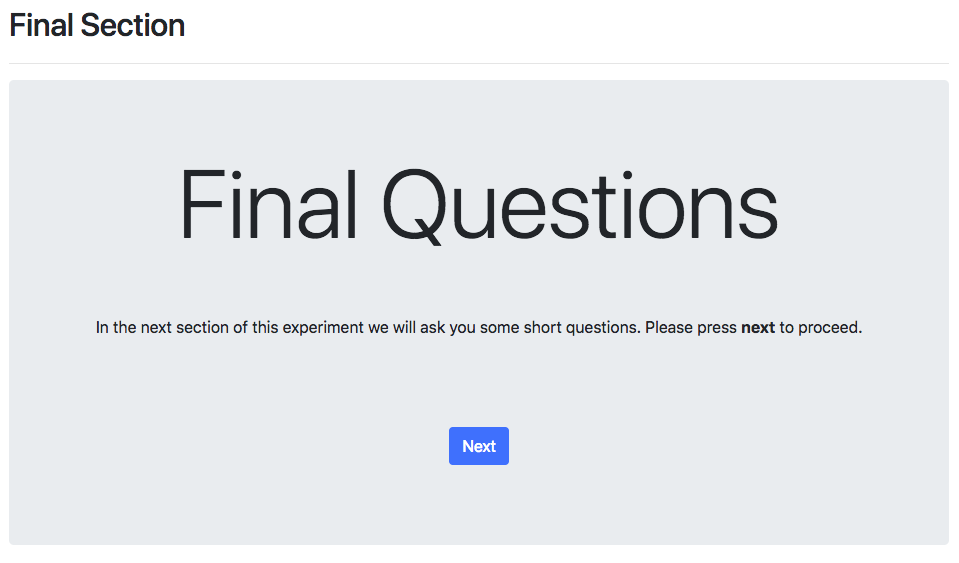 Final Section
Final Questions
In the next section of this experiment we will ask you some short questions. Please press next to proceed.
Next